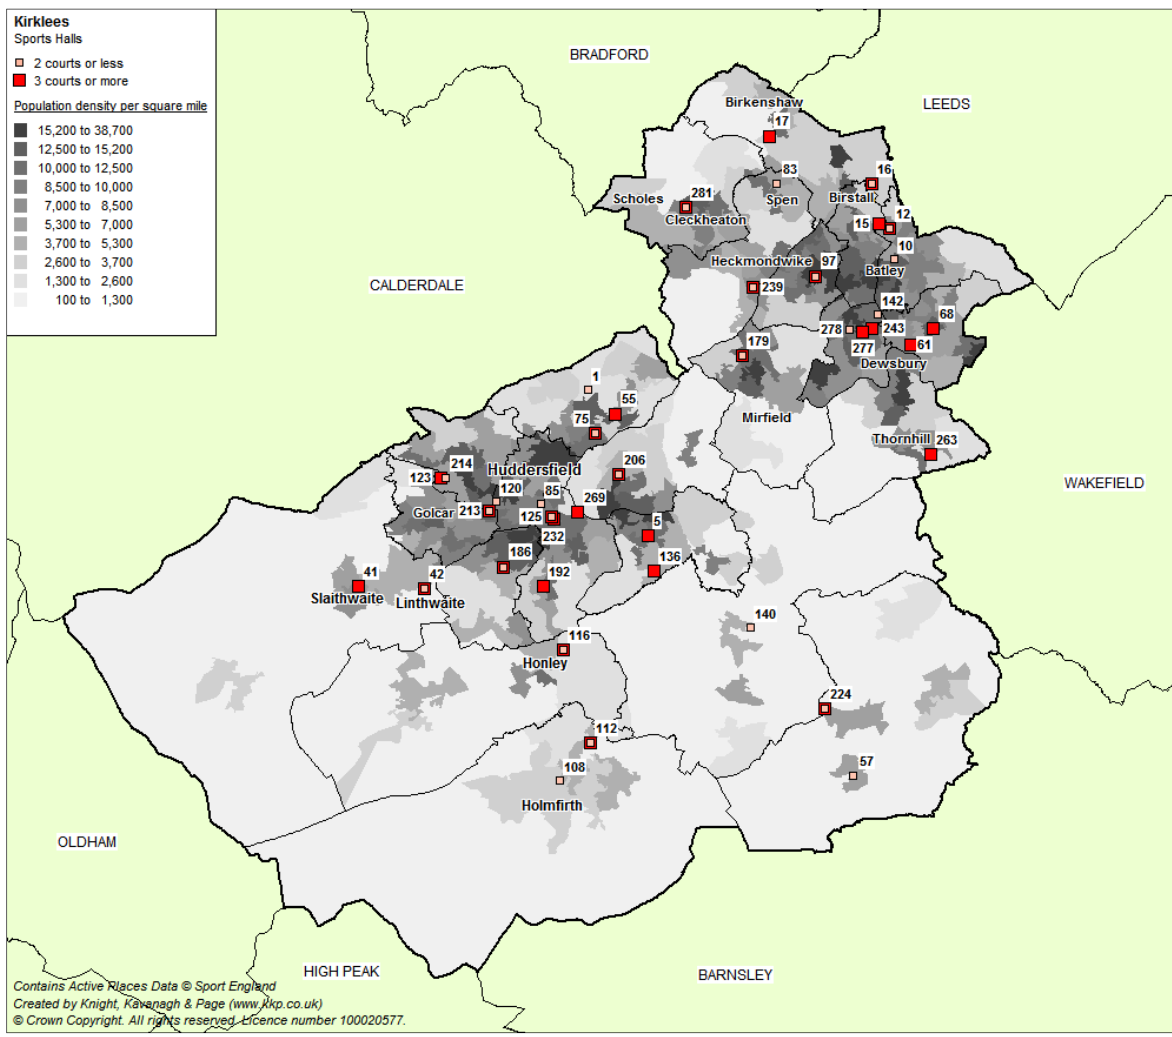 Kirklees
Sports Halls
2 courts or less
3 courts or more
Population density per square mile
15,200 to 38,700
12,500 to 15,200
10,000 to 12,500
8,500 to 10,000
7,000 to 8,500
5,300 to 7,000
3,700 to 5,300
2,600 to 3,700
1,300 to 2,600
100 to 1,300
BRADFORD
LEEDS
Birkenshaw
17
83
16
Scholes
281
Spen
Birstall
Cleckheaton
15
12
10
Heckmondwike
97
Batley
CALDERDALE
239
142
68
278
243
277
61
179
Dewsbury
1
55
75
Mirfield
Thornhill
263
Huddersfield
206
214
123
WAKEFIELD
120
85
269
Golcar
213
125
232
5
186
136
41
42
192
Slaithwaite
Linthwaite
140
116
Honley
224
112
57
108
Holmfirth
OLDHAM
HIGH PEAK
BARNSLEY
Contains Active Places Data © Sport England
Created by Knight, Kavanagh & Page (www.kkp.co.uk)
© Crown Copyright. All rights reserved. Licence number 100020577.